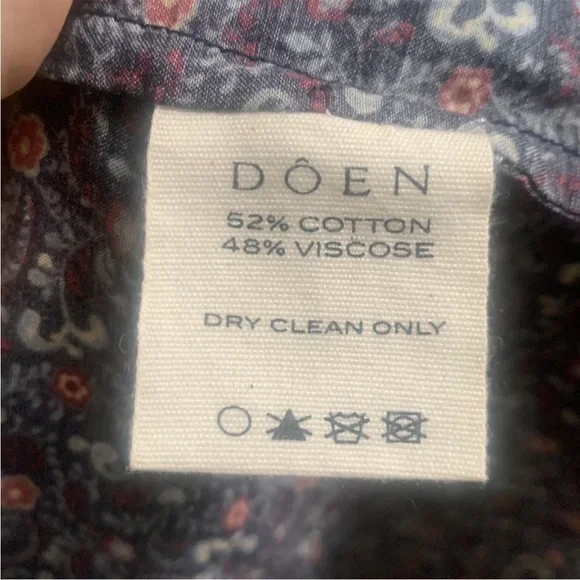 DÔEN
52% COTTON
48% VISCOSE
DRY CLEAN ONLY